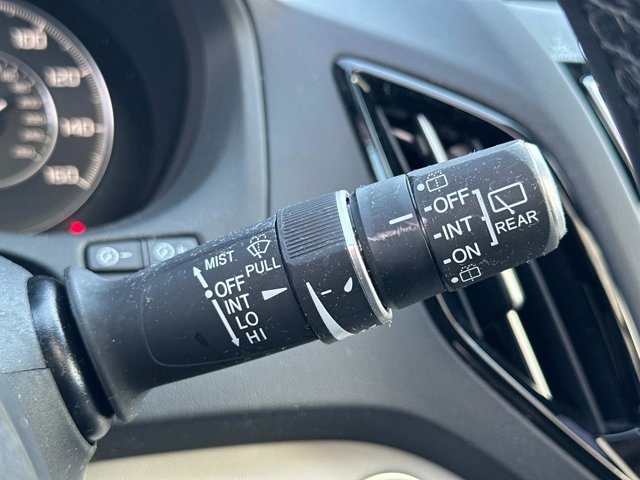 100
120
140
160
MIST
PULL
OFF
INT
LO
HI
OFF
INT
ON
REAR